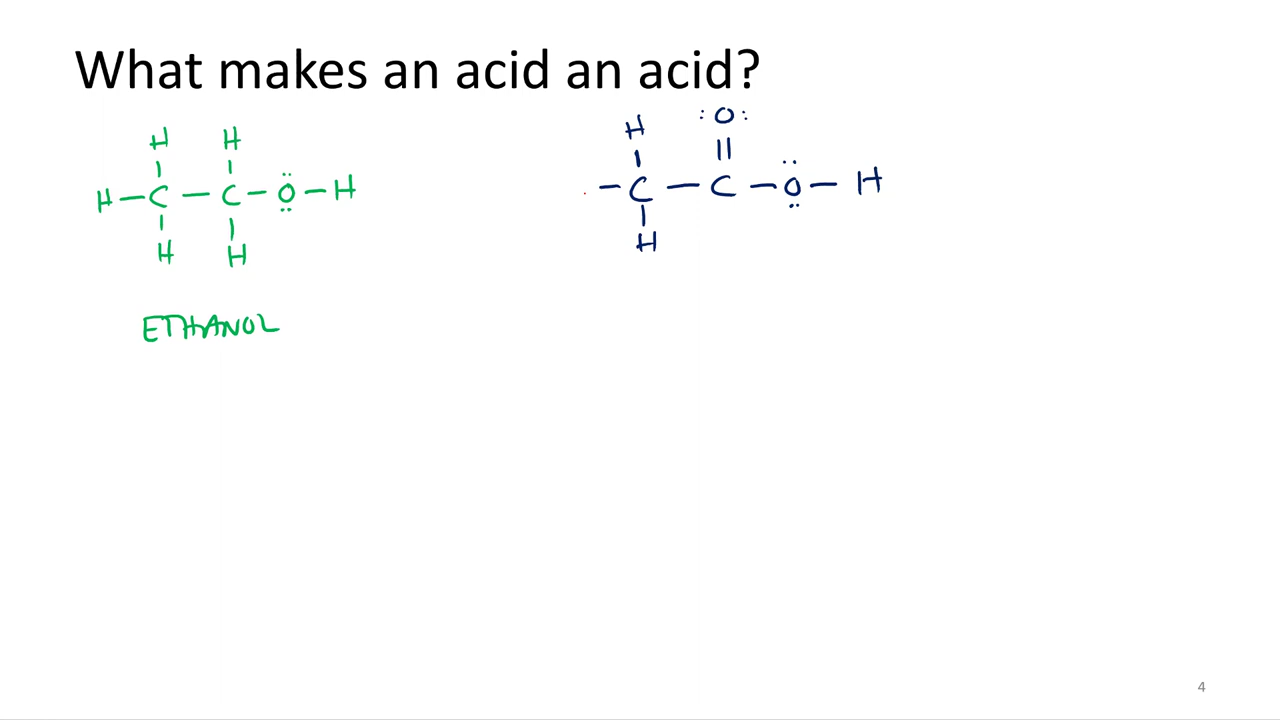 What makes an acid an acid?
H H
H – C – C – Ö – H
H H
ETHANOL
: O :
H ||
– C – C – Ö – H
H
4